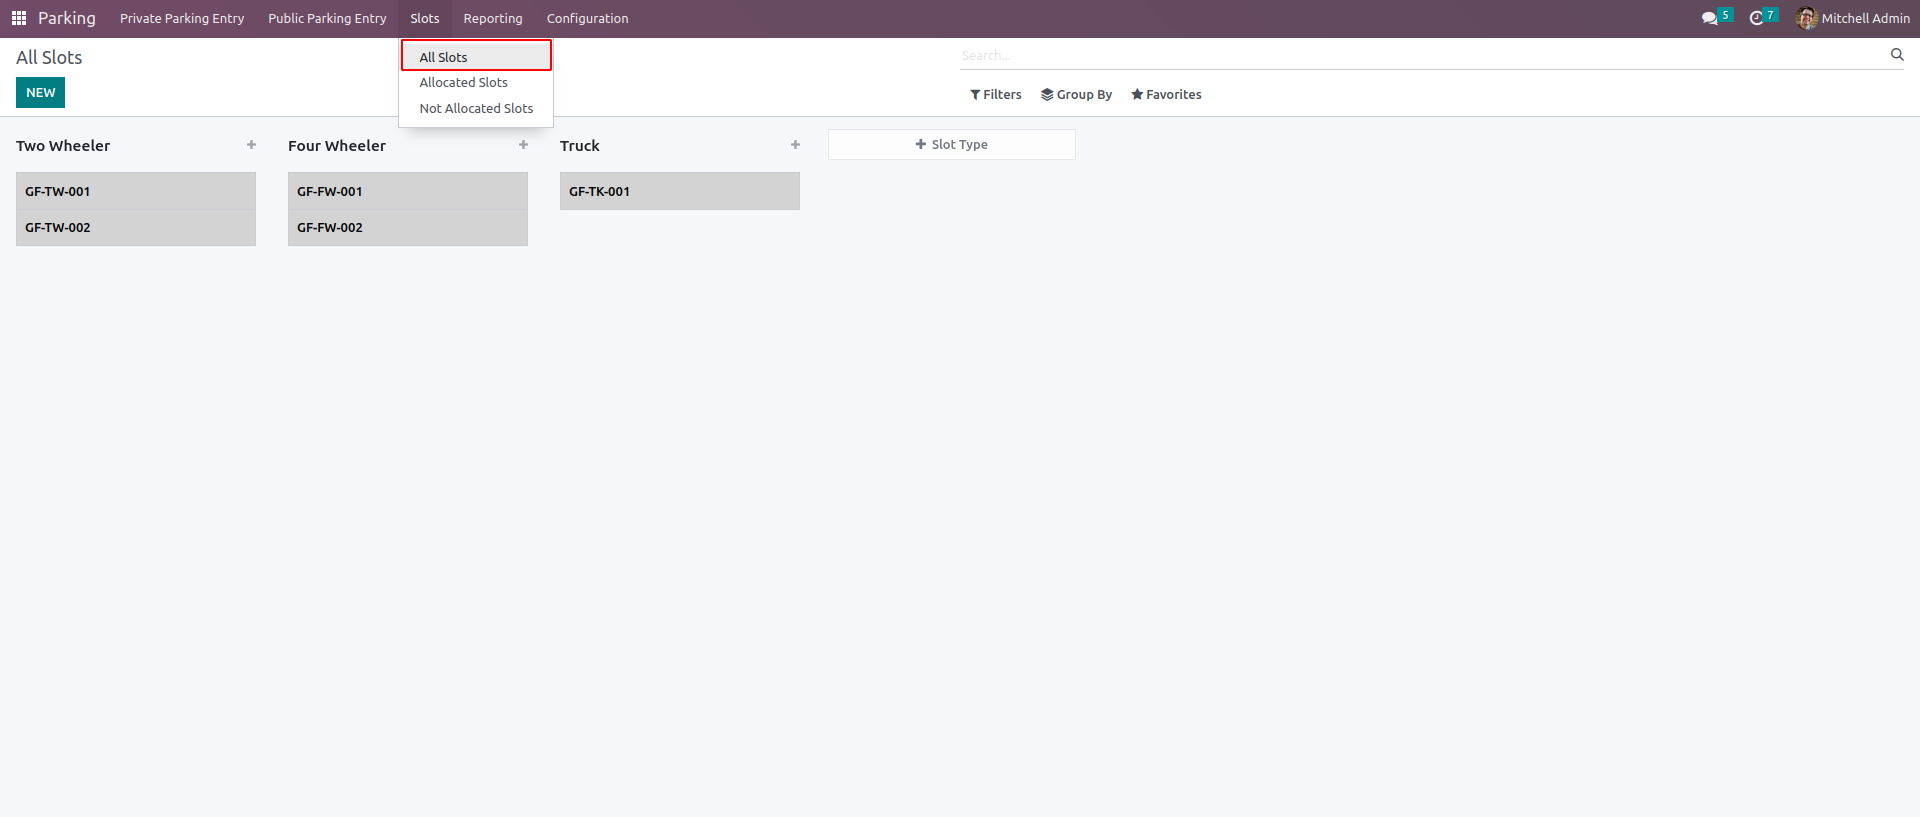 Parking Private Parking Entry Public Parking Entry Slots Reporting Configuration 5 7 Mitchell Admin
All Slots
Search...
NEW
All Slots
Allocated Slots
Not Allocated Slots
Filters Group By Favorites
Two Wheeler + Four Wheeler + Truck + + Slot Type
GF-TW-001 GF-FW-001 GF-TK-001
GF-TW-002 GF-FW-002